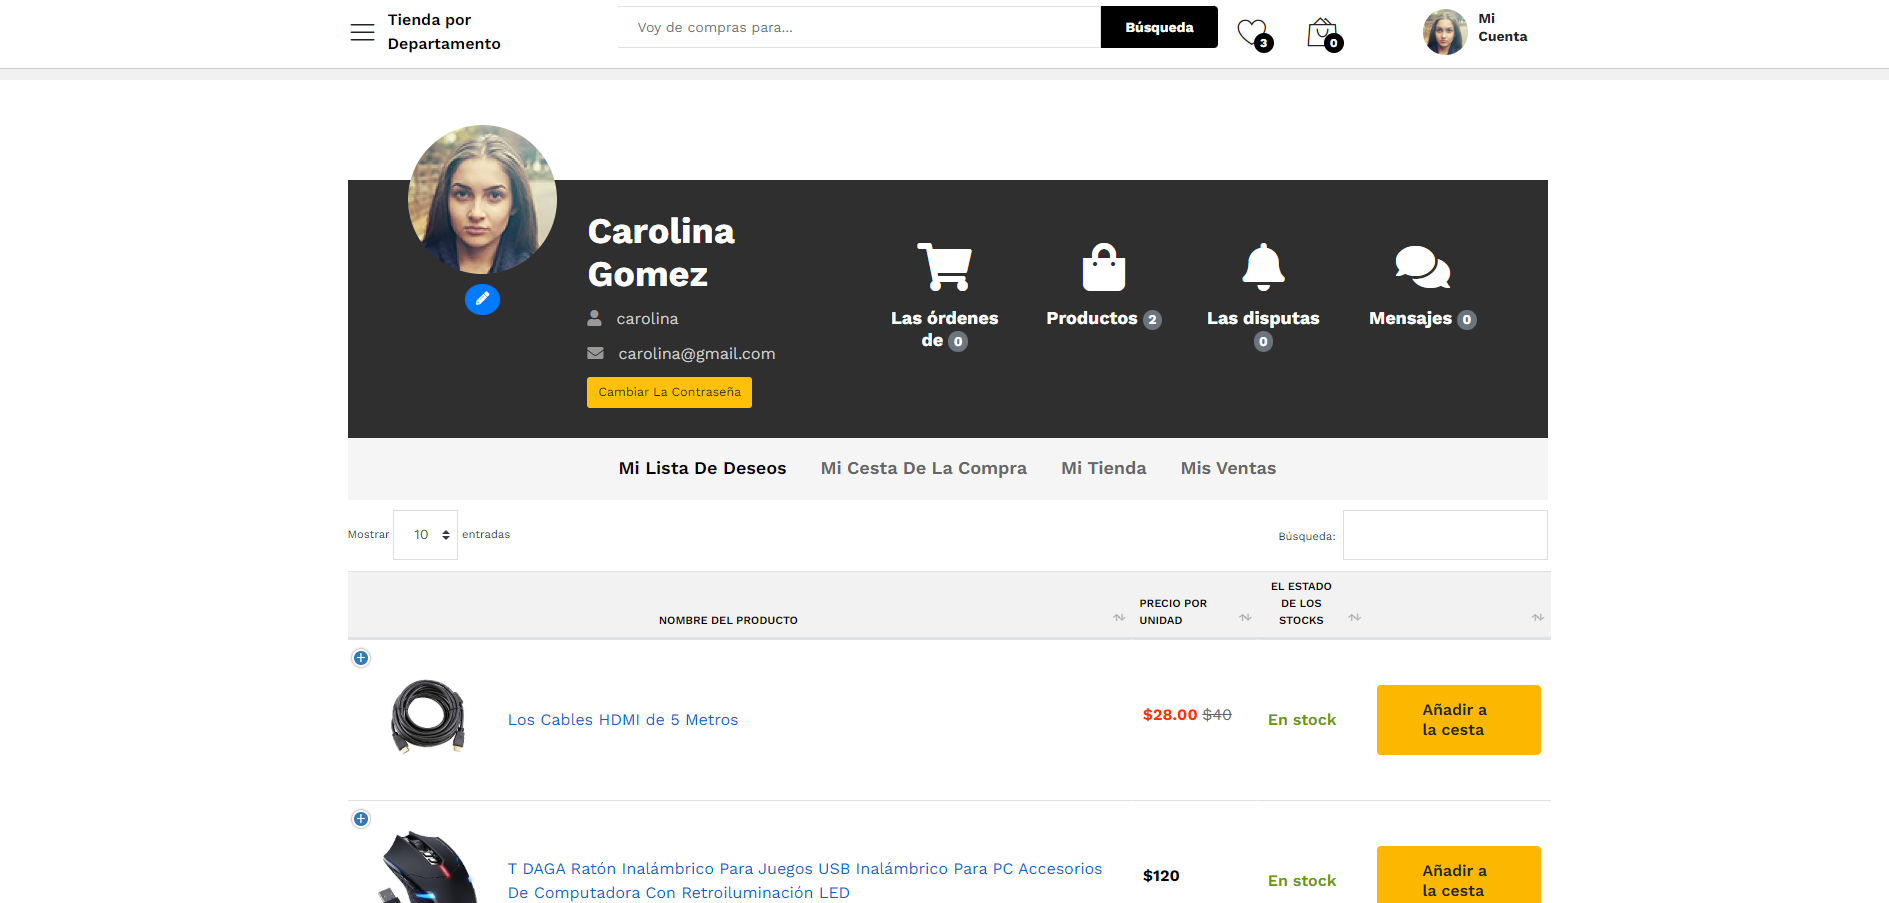 Tienda por
Departamento
Voy de compras para...
Búsqueda
3
0
Mi
Cuenta
Carolina
Gomez
carolina
carolina@gmail.com
Cambiar La Contraseña
Las órdenes
de 0
Productos 2
Las disputas
0
Mensajes 0
Mi Lista De Deseos
Mi Cesta De La Compra
Mi Tienda
Mis Ventas
Mostrar 10 entradas
Búsqueda:
NOMBRE DEL PRODUCTO
PRECIO POR
UNIDAD
EL ESTADO
DE LOS
STOCKS
Los Cables HDMI de 5 Metros
$28.00 $40
En stock
Añadir a
la cesta
T DAGA Ratón Inalámbrico Para Juegos USB Inalámbrico Para PC Accesorios
De Computadora Con Retroiluminación LED
$120
En stock
Añadir a
la cesta